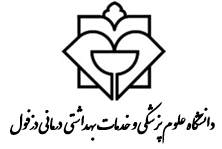 دانشگاه علوم پزشکی و خدمات بهداشتی درمانی دزفول